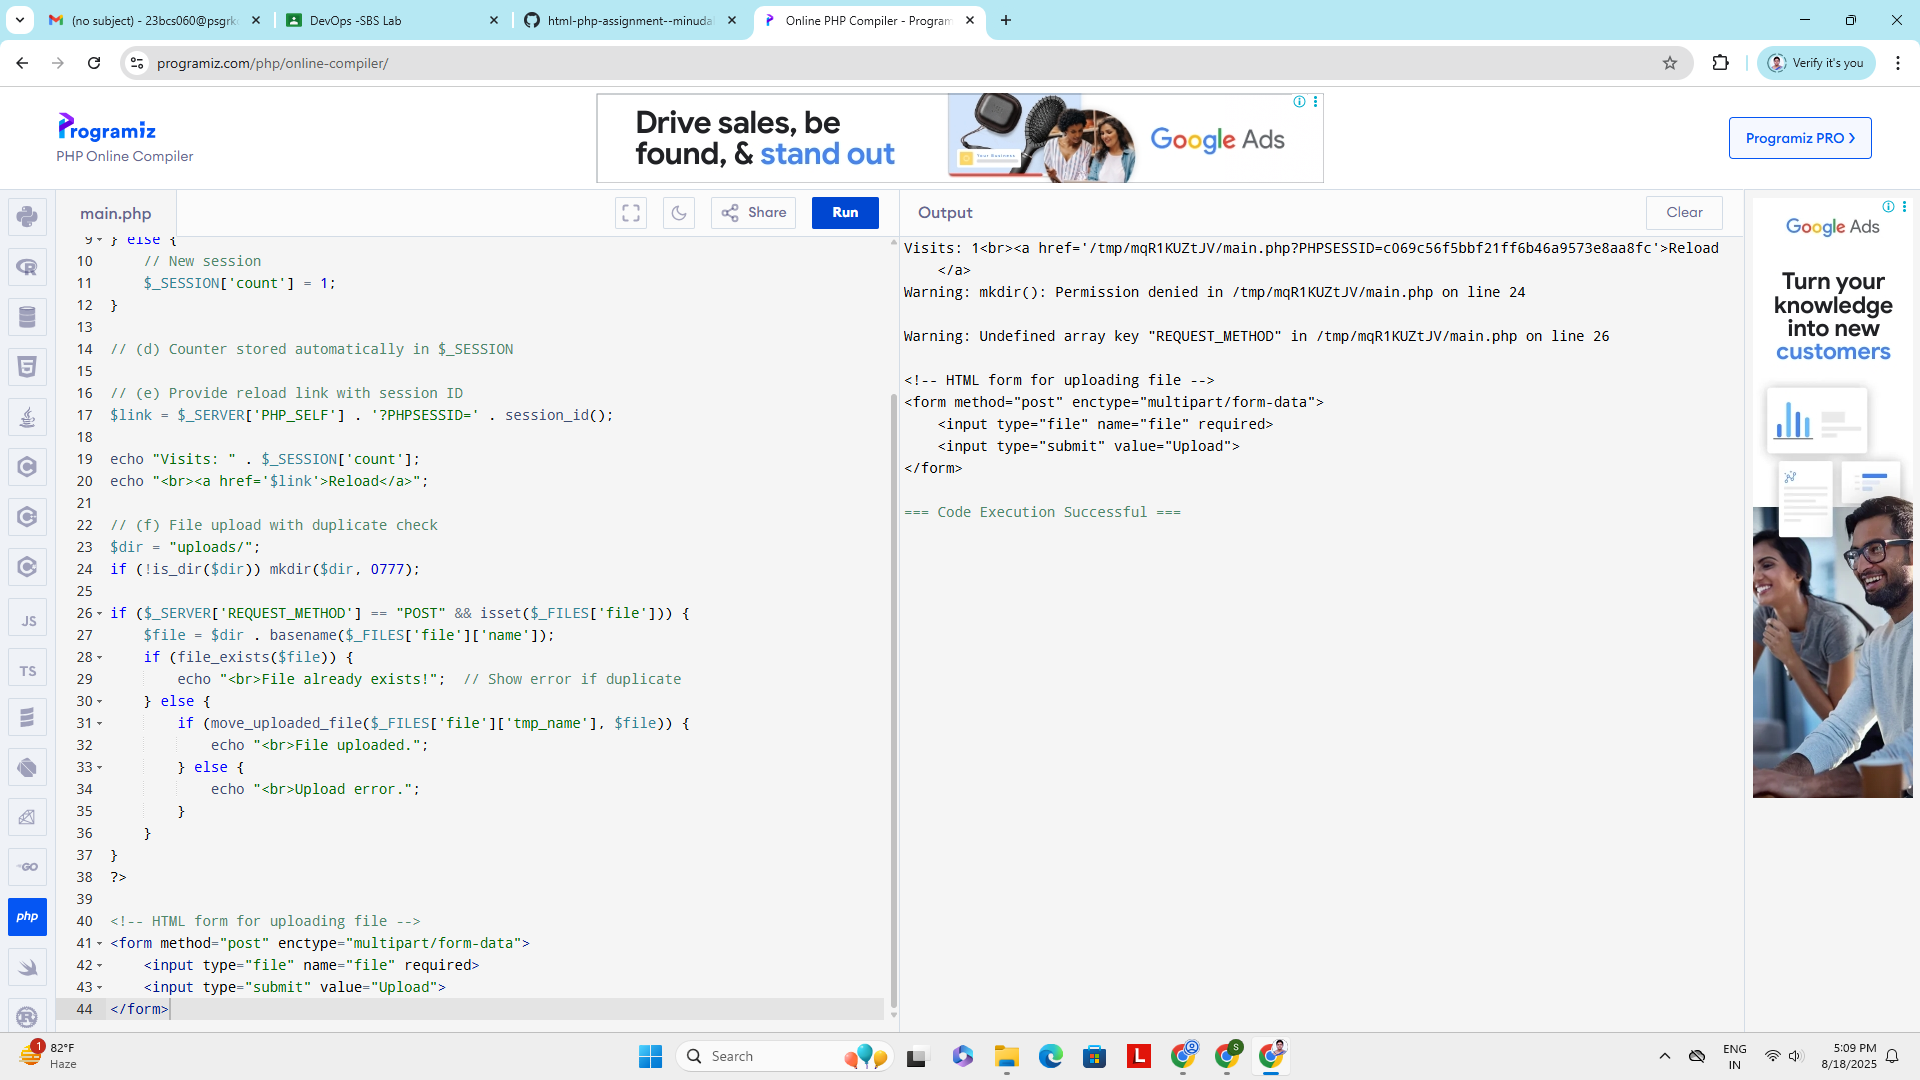 (no subject) - 23bcs060@psgrk
DevOps -SBS Lab
html-php-assignment--minuda
Online PHP Compiler - Program
programiz.com/php/online-compiler/
Verify it's you
Programiz
PHP Online Compiler
Drive sales, be
found, & stand out
Your Business
Google Ads
Programiz PRO
main.php
Share
Run
Output
Clear
9 } else {
10 // New session
11 $_SESSION['count'] = 1;
12 }
13
14 // (d) Counter stored automatically in $_SESSION
15
16 // (e) Provide reload link with session ID
17 $link = $_SERVER['PHP_SELF'] . '?PHPSESSID=' . session_id();
18
19 echo "Visits: " . $_SESSION['count'];
20 echo "<br><a href='$link'>Reload</a>";
21
22 // (f) File upload with duplicate check
23 $dir = "uploads/";
24 if (!is_dir($dir)) mkdir($dir, 0777);
25
26 if ($_SERVER['REQUEST_METHOD'] == "POST" && isset($_FILES['file'])) {
27 $file = $dir . basename($_FILES['file']['name']);
28 if (file_exists($file)) {
29 echo "<br>File already exists!"; // Show error if duplicate
30 } else {
31 if (move_uploaded_file($_FILES['file']['tmp_name'], $file)) {
32 echo "<br>File uploaded.";
33 } else {
34 echo "<br>Upload error.";
35 }
36 }
37 }
38 ?>
39
40 <!-- HTML form for uploading file -->
41 <form method="post" enctype="multipart/form-data">
42 <input type="file" name="file" required>
43 <input type="submit" value="Upload">
44 </form>
Visits: 1<br><a href='/tmp/mqR1KUZtJV/main.php?PHPSESSID=c069c56f5bbf21ff6b46a9573e8aa8fc'>Reload
</a>
Warning: mkdir(): Permission denied in /tmp/mqR1KUZtJV/main.php on line 24
Warning: Undefined array key "REQUEST_METHOD" in /tmp/mqR1KUZtJV/main.php on line 26
<!-- HTML form for uploading file -->
<form method="post" enctype="multipart/form-data">
<input type="file" name="file" required>
<input type="submit" value="Upload">
</form>
=== Code Execution Successful ===
Google Ads
Turn your
knowledge
into new
customers
JS
TS
GO
php
1
82°F
Haze
Search
L
S
ENG
IN
5:09 PM
8/18/2025